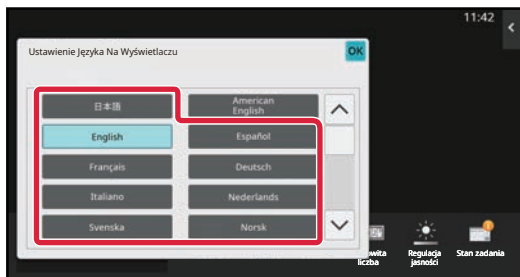 11:42
Ustawienie Języka Na Wyświetlaczu
OK
日本語
American
English
English
Español
Français
Deutsch
Italiano
Nederlands
Svenska
Norsk
liczba
Regulacja
jasności
Stan zadania